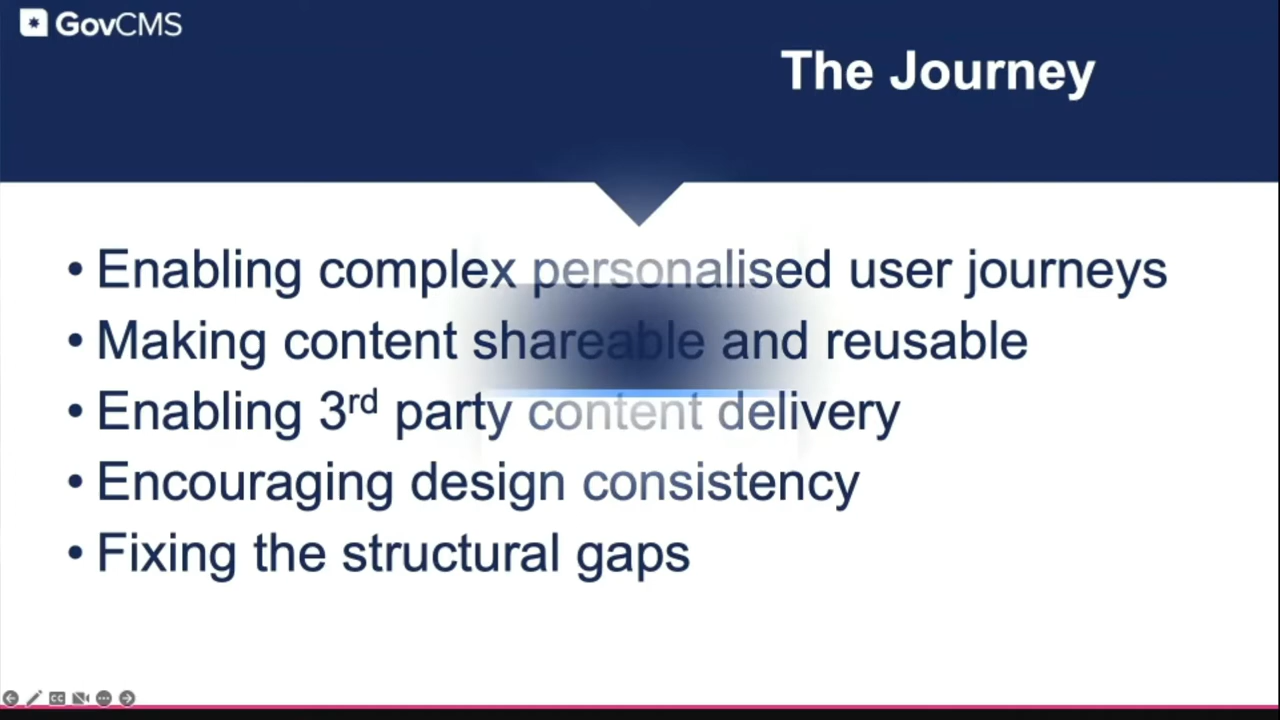 GovCMS
The Journey
• Enabling complex personalised user journeys
• Making content shareable and reusable
• Enabling 3rd party content delivery
• Encouraging design consistency
• Fixing the structural gaps
CC